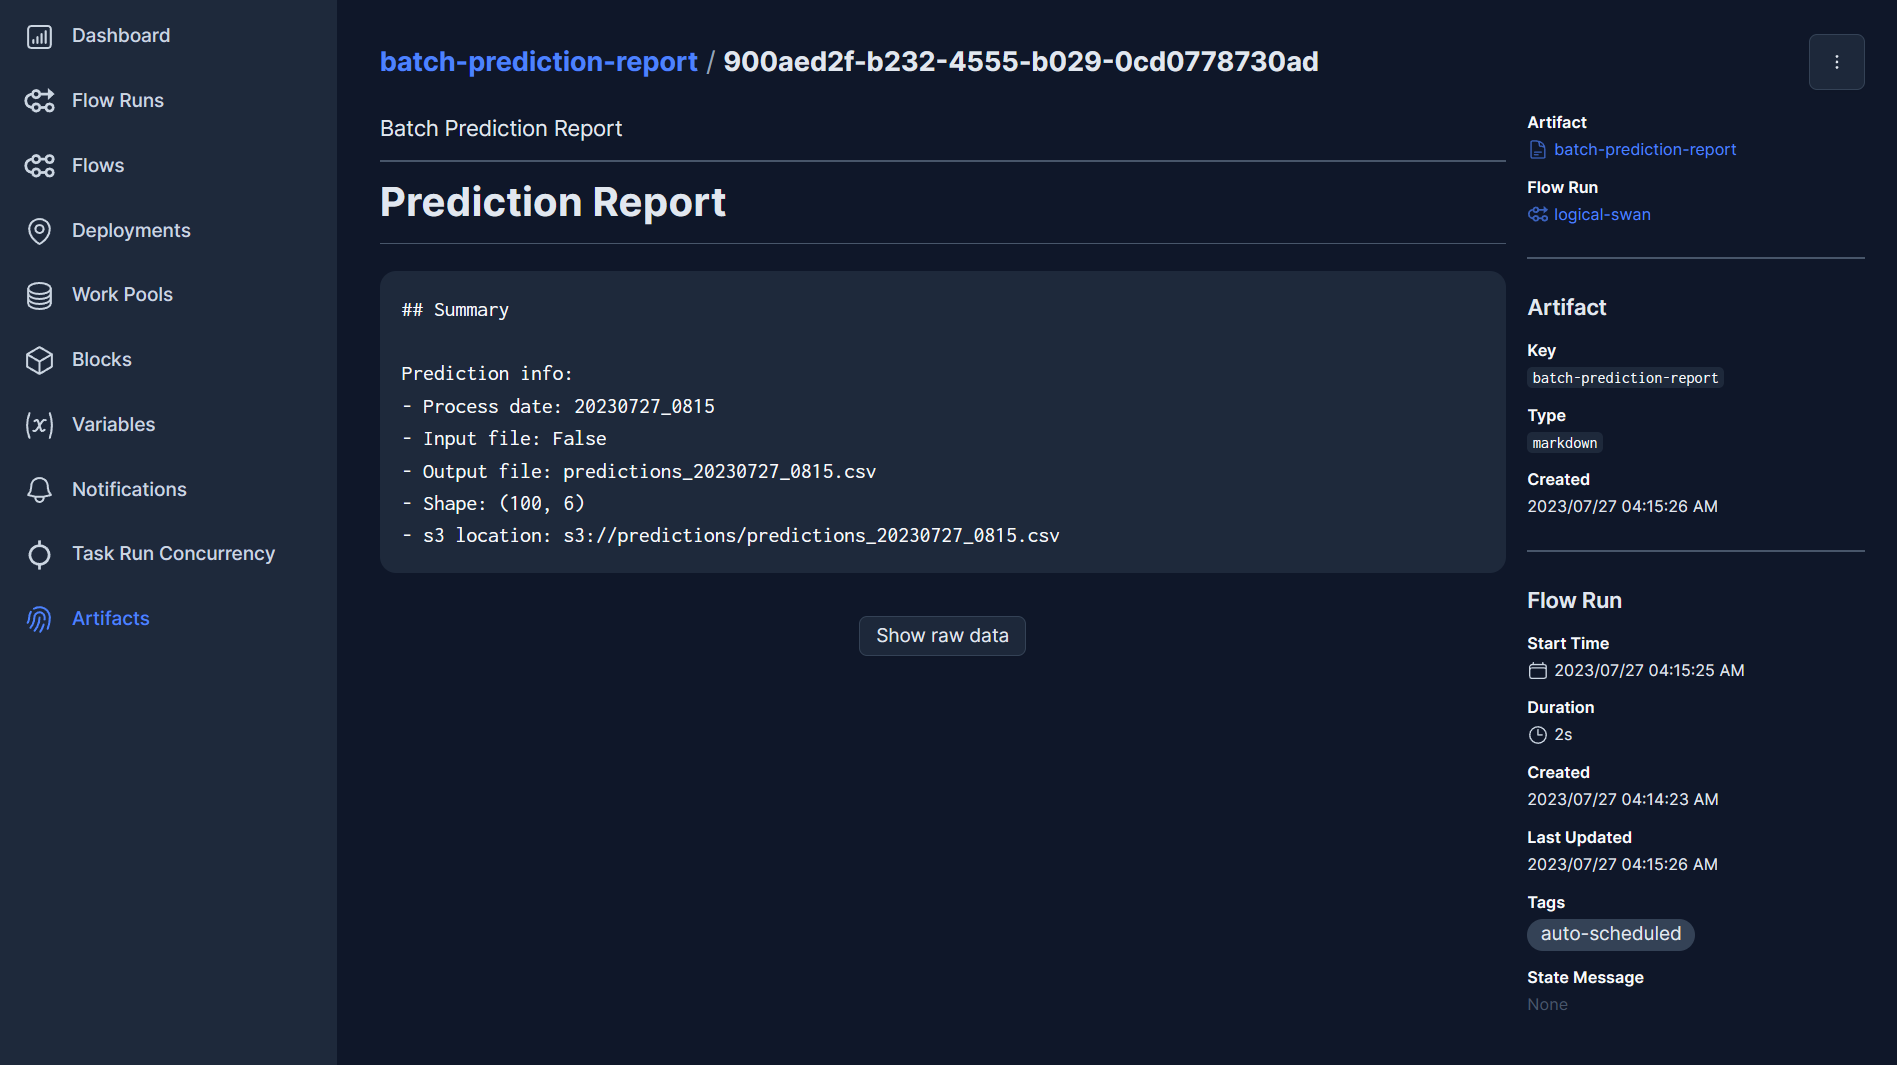 Dashboard
Flow Runs
Flows
Deployments
Work Pools
Blocks
Variables
Notifications
Task Run Concurrency
Artifacts
batch-prediction-report / 900aed2f-b232-4555-b029-0cd0778730ad
Batch Prediction Report
Prediction Report
## Summary
Prediction info:
- Process date: 20230727_0815
- Input file: False
- Output file: predictions_20230727_0815.csv
- Shape: (100, 6)
- s3 location: s3://predictions/predictions_20230727_0815.csv
Show raw data
Artifact
batch-prediction-report
Flow Run
logical-swan
Artifact
Key
batch-prediction-report
Type
markdown
Created
2023/07/27 04:15:26 AM
Flow Run
Start Time
2023/07/27 04:15:25 AM
Duration
2s
Created
2023/07/27 04:14:23 AM
Last Updated
2023/07/27 04:15:26 AM
Tags
auto-scheduled
State Message
None